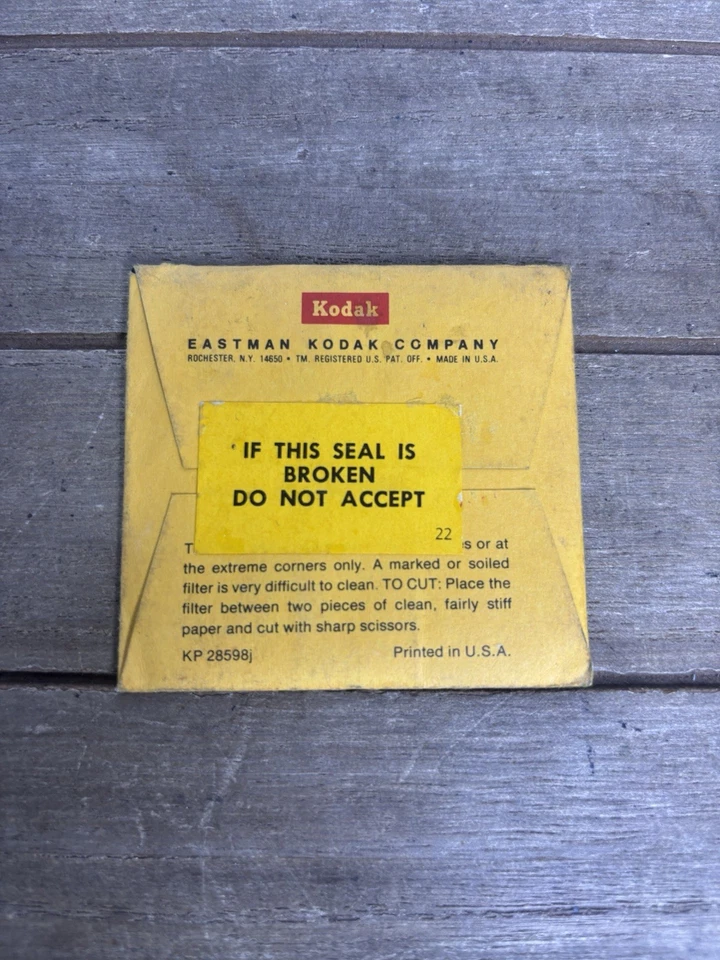 Kodak
EASTMAN KODAK COMPANY
ROCHESTER, N.Y. 14650 • TM. REGISTERED U.S. PAT. OFF. • MADE IN U.S.A.
IF THIS SEAL IS
BROKEN
DO NOT ACCEPT
22
or at
the extreme corners only. A marked or soiled
filter is very difficult to clean. TO CUT: Place the
filter between two pieces of clean, fairly stiff
paper and cut with sharp scissors.
KP 28598j Printed in U.S.A.